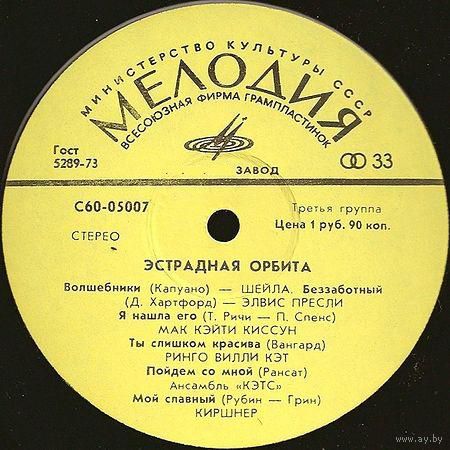 МИНИСТЕРСТВО КУЛЬТУРЫ СССР
МЕЛОДИЯ
ВСЕСОЮЗНАЯ ФИРМА ГРАМПЛАСТИНОК
Гост
5289-73
ЗАВОД
33
С60-05007
СТЕРЕО
Третья группа
Цена 1 руб. 90 коп.
ЭСТРАДНАЯ ОРБИТА
Волшебники (Капуано) — ШЕЙЛА. Беззаботный
(Д. Хартфорд) — ЭЛВИС ПРЕСЛИ
Я нашла его (Т. Ричи — П. Спенс)
МАК КЭЙТИ КИССУН
Ты слишком красива (Вангард)
РИНГО ВИЛЛИ КЭТ
Пойдем со мной (Рансат)
Ансамбль «КЭТС»
Мой славный (Рубин — Грин)
КИРШНЕР
www.ay.by